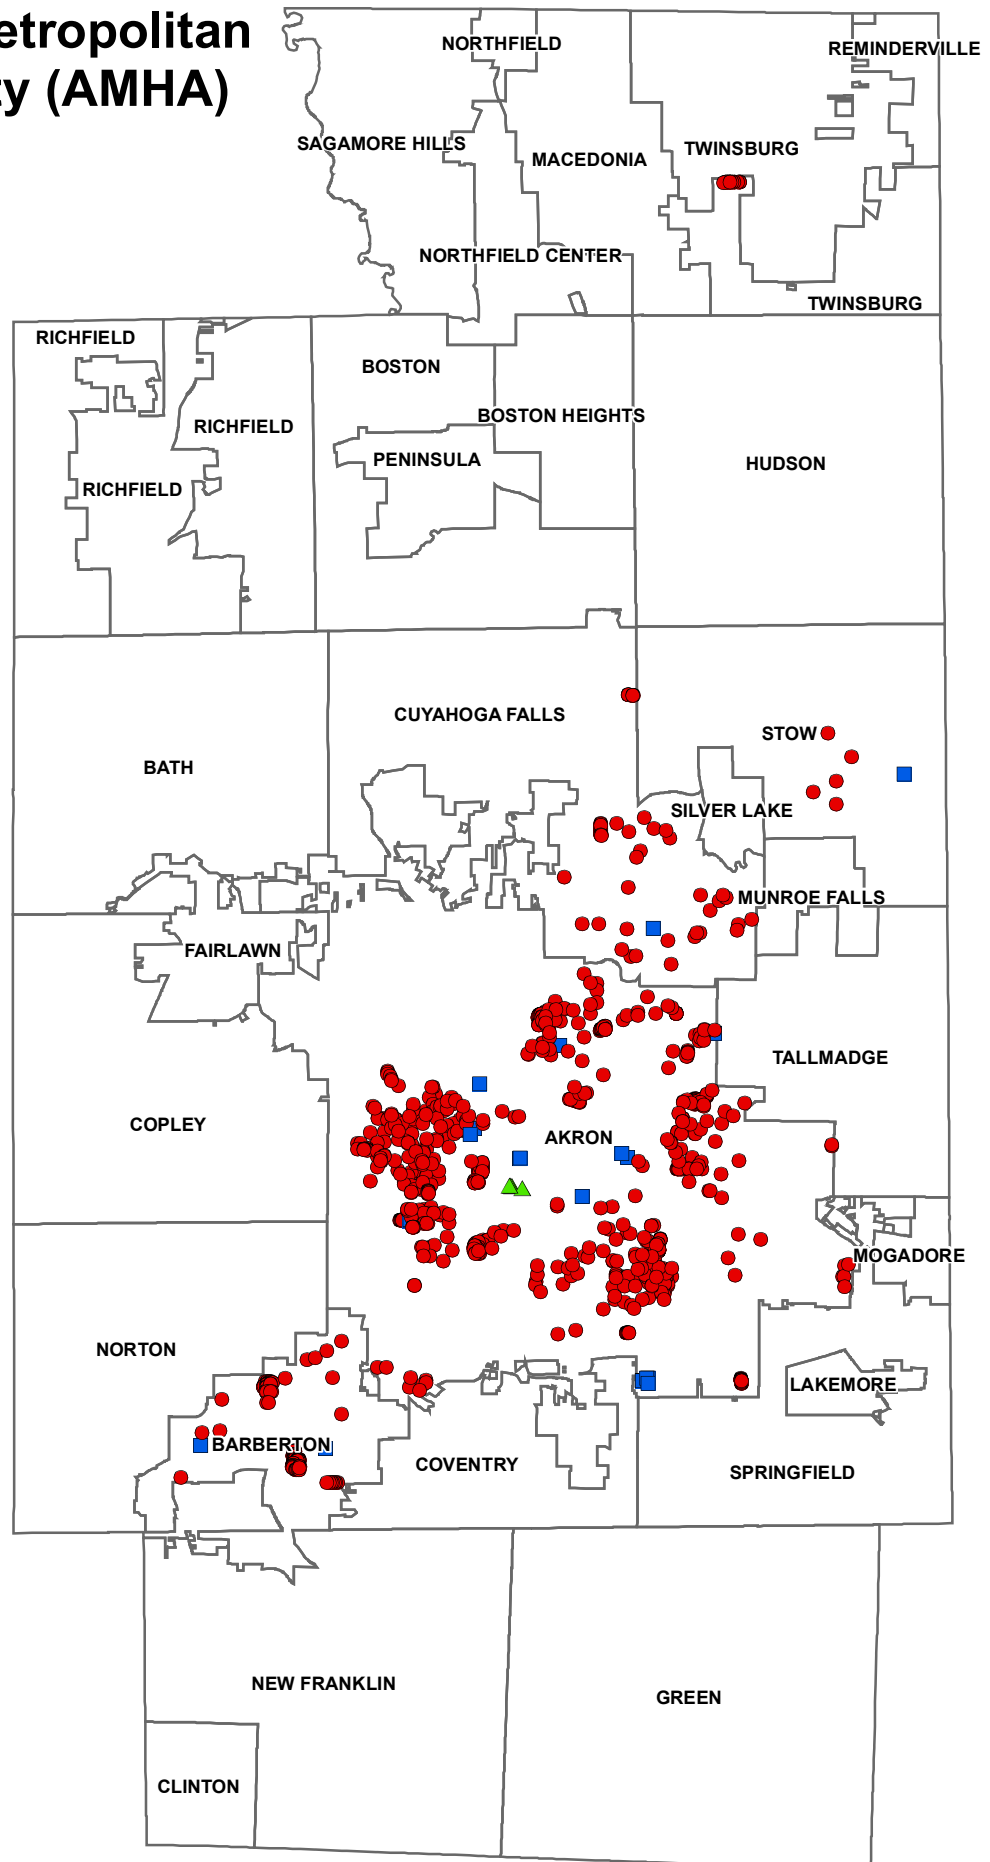 etropolitan
ty (AMHA)
NORTHFIELD
REMINDERVILLE
SAGAMORE HILLS
MACEDONIA
TWINSBURG
NORTHFIELD CENTER
TWINSBURG
RICHFIELD
BOSTON
RICHFIELD
BOSTON HEIGHTS
PENINSULA
HUDSON
RICHFIELD
CUYAHOGA FALLS
STOW
BATH
SILVER LAKE
MUNROE FALLS
FAIRLAWN
TALLMADGE
COPLEY
AKRON
MOGADORE
NORTON
LAKEMORE
BARBERTON
COVENTRY
SPRINGFIELD
NEW FRANKLIN
GREEN
CLINTON